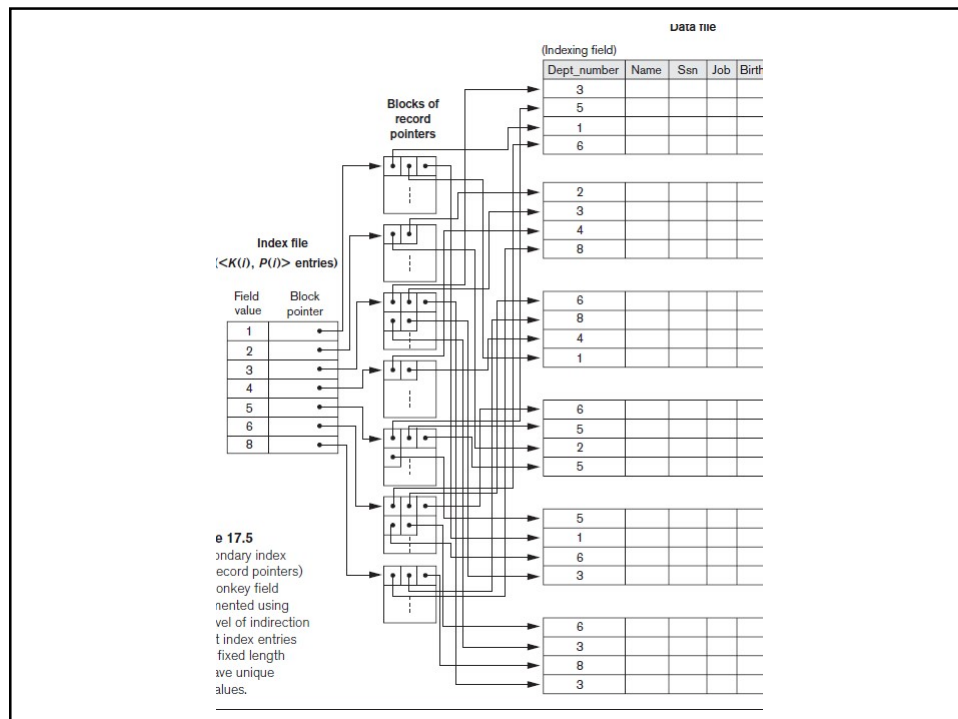 Data file
(Indexing field)
Dept_number Name Ssn Job Birth
3
5
1
6
2
3
4
8
6
8
4
1
6
5
2
5
5
1
6
3
6
3
8
3
Blocks of
record
pointers
Index file
(<K(i), P(i)> entries)
Field
value
Block
pointer
1
2
3
4
5
6
8
e 17.5
ondary index
ecord pointers)
onkey field
mented using
vel of indirection
t index entries
fixed length
ave unique
alues.